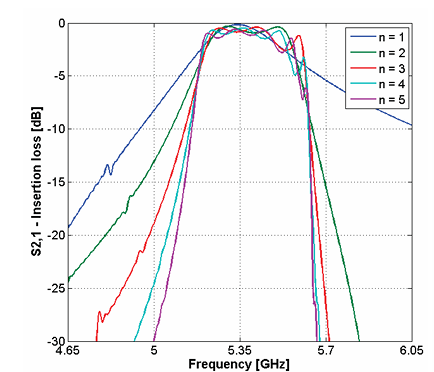 S2,1 - Insertion loss [dB]
0
-5
-10
-15
-20
-25
-30
4.65
5
5.35
5.7
6.05
Frequency [GHz]
n = 1
n = 2
n = 3
n = 4
n = 5